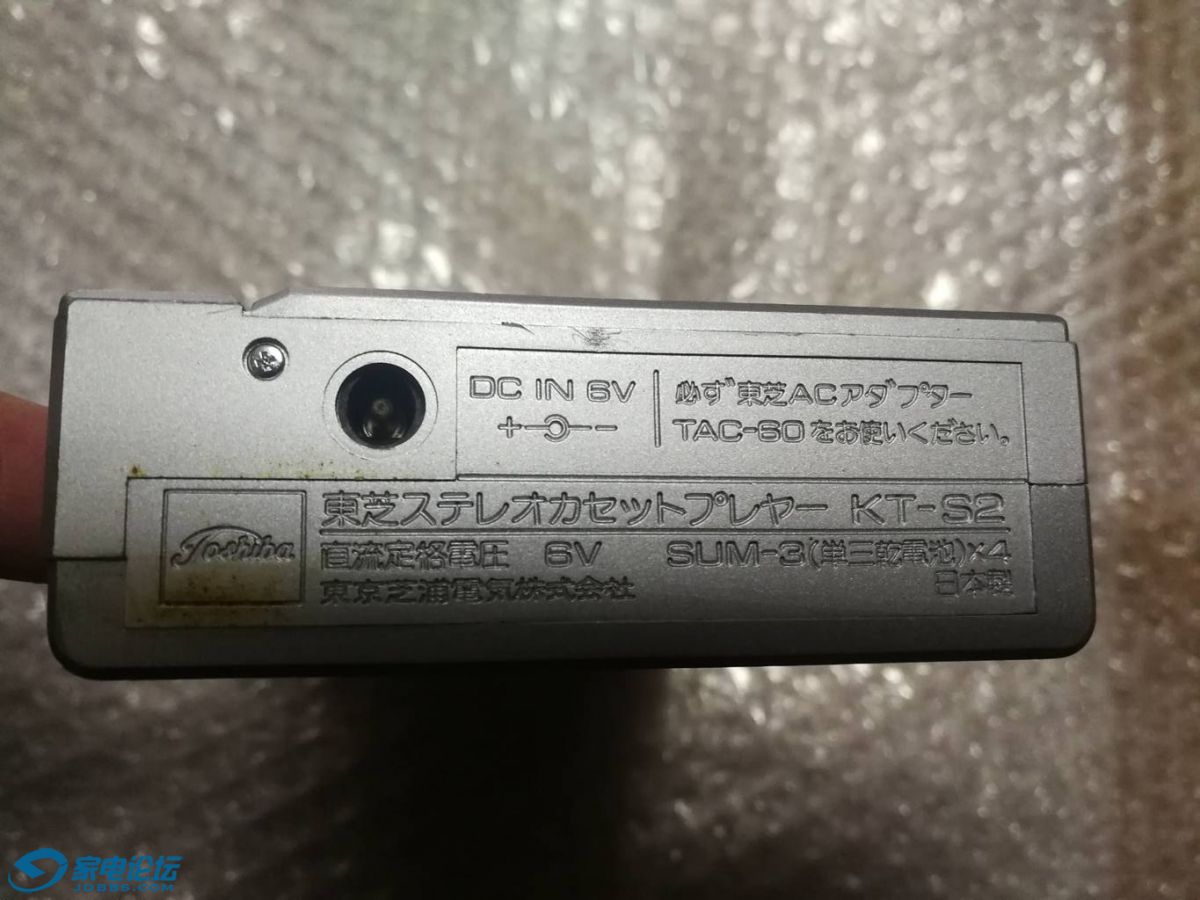 DC IN 6V
+ -
必ず東芝ACアダプター
TAC-60をお使いください。
Toshiba
東芝ステレオカセットプレヤー KT-S2
直流定格電圧 6V SUM-3(単三乾電池)×4
東京芝浦電気株式会社 日本製
家电论坛
JD886.COM